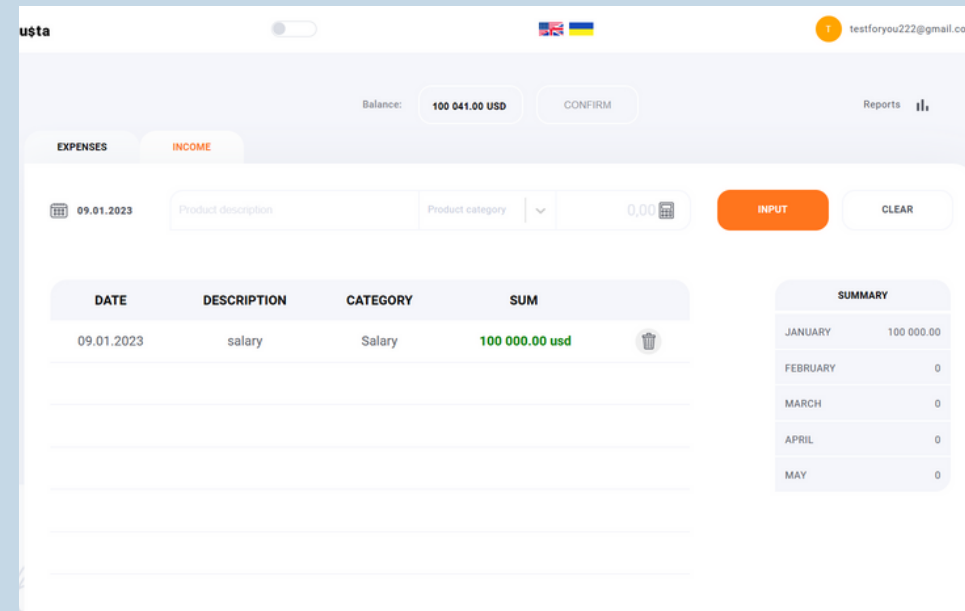 u$ta
T testforyou222@gmail.co
Balance: 100 041.00 USD CONFIRM Reports
EXPENSES INCOME
09.01.2023 Product description Product category 0,00 INPUT CLEAR
DATE DESCRIPTION CATEGORY SUM
09.01.2023 salary Salary 100 000.00 usd
SUMMARY
JANUARY 100 000.00
FEBRUARY 0
MARCH 0
APRIL 0
MAY 0